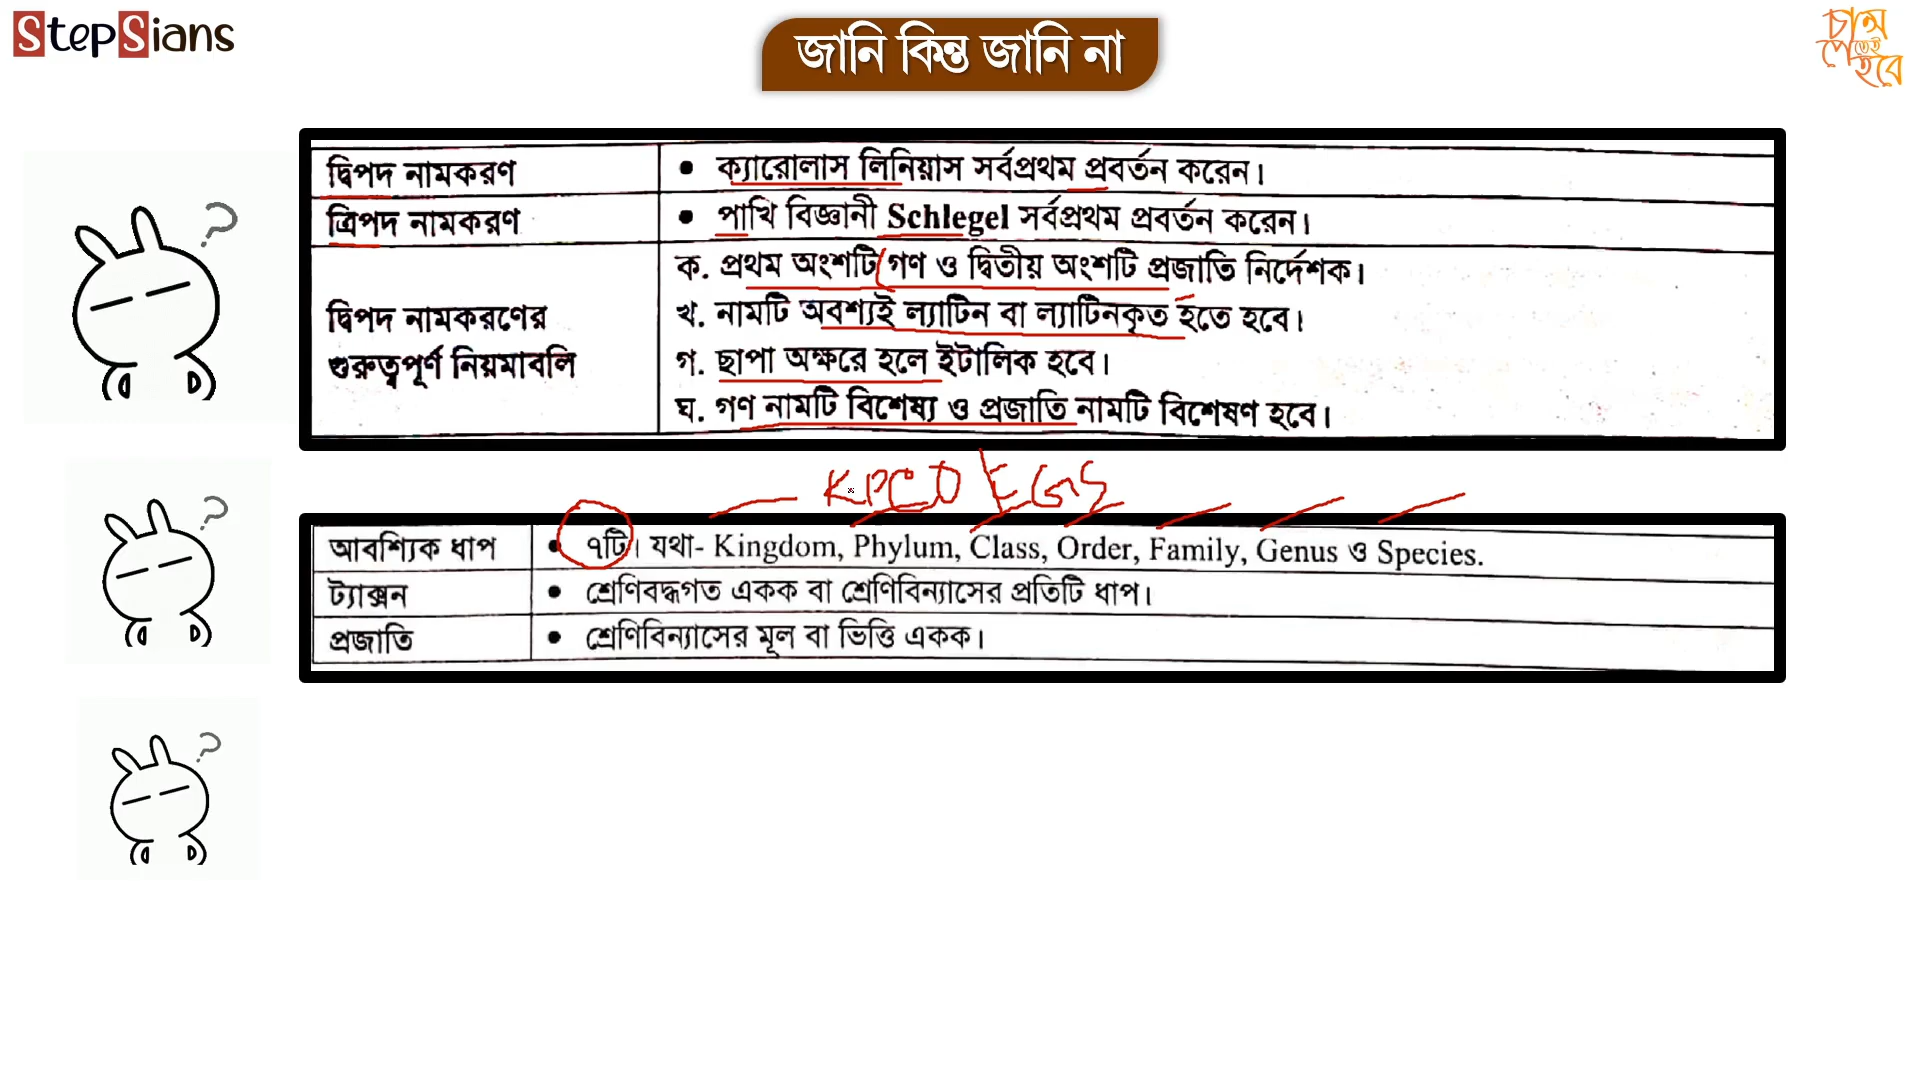 StepSians
জানি কিন্তু জানি না
চান্স
পেতেই
হবে
দ্বিপদ নামকরণ • ক্যারোলাস লিনিয়াস সর্বপ্রথম প্রবর্তন করেন।
ত্রিপদ নামকরণ • পাখি বিজ্ঞানী Schlegel সর্বপ্রথম প্রবর্তন করেন।
দ্বিপদ নামকরণের
গুরুত্বপূর্ণ নিয়মাবলি
ক. প্রথম অংশটি গণ ও দ্বিতীয় অংশটি প্রজাতি নির্দেশক।
খ. নামটি অবশ্যই ল্যাটিন বা ল্যাটিনকৃত হতে হবে।
গ. ছাপা অক্ষরে হলে ইটালিক হবে।
ঘ. গণ নামটি বিশেষ্য ও প্রজাতি নামটি বিশেষণ হবে।
KPCO FGS
আবশ্যিক ধাপ • ৭টি। যথা- Kingdom, Phylum, Class, Order, Family, Genus ও Species.
ট্যাক্সন • শ্রেণিবদ্ধগত একক বা শ্রেণিবিন্যাসের প্রতিটি ধাপ।
প্রজাতি • শ্রেণিবিন্যাসের মূল বা ভিত্তি একক।